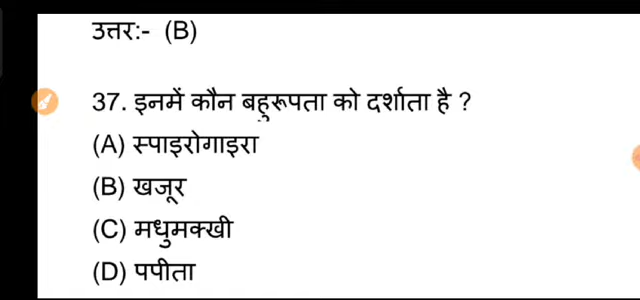 उत्तर:- (B)
37. इनमें कौन बहुरूपता को दर्शाता है ?
(A) स्पाइरोगाइरा
(B) खजूर
(C) मधुमक्खी
(D) पपीता